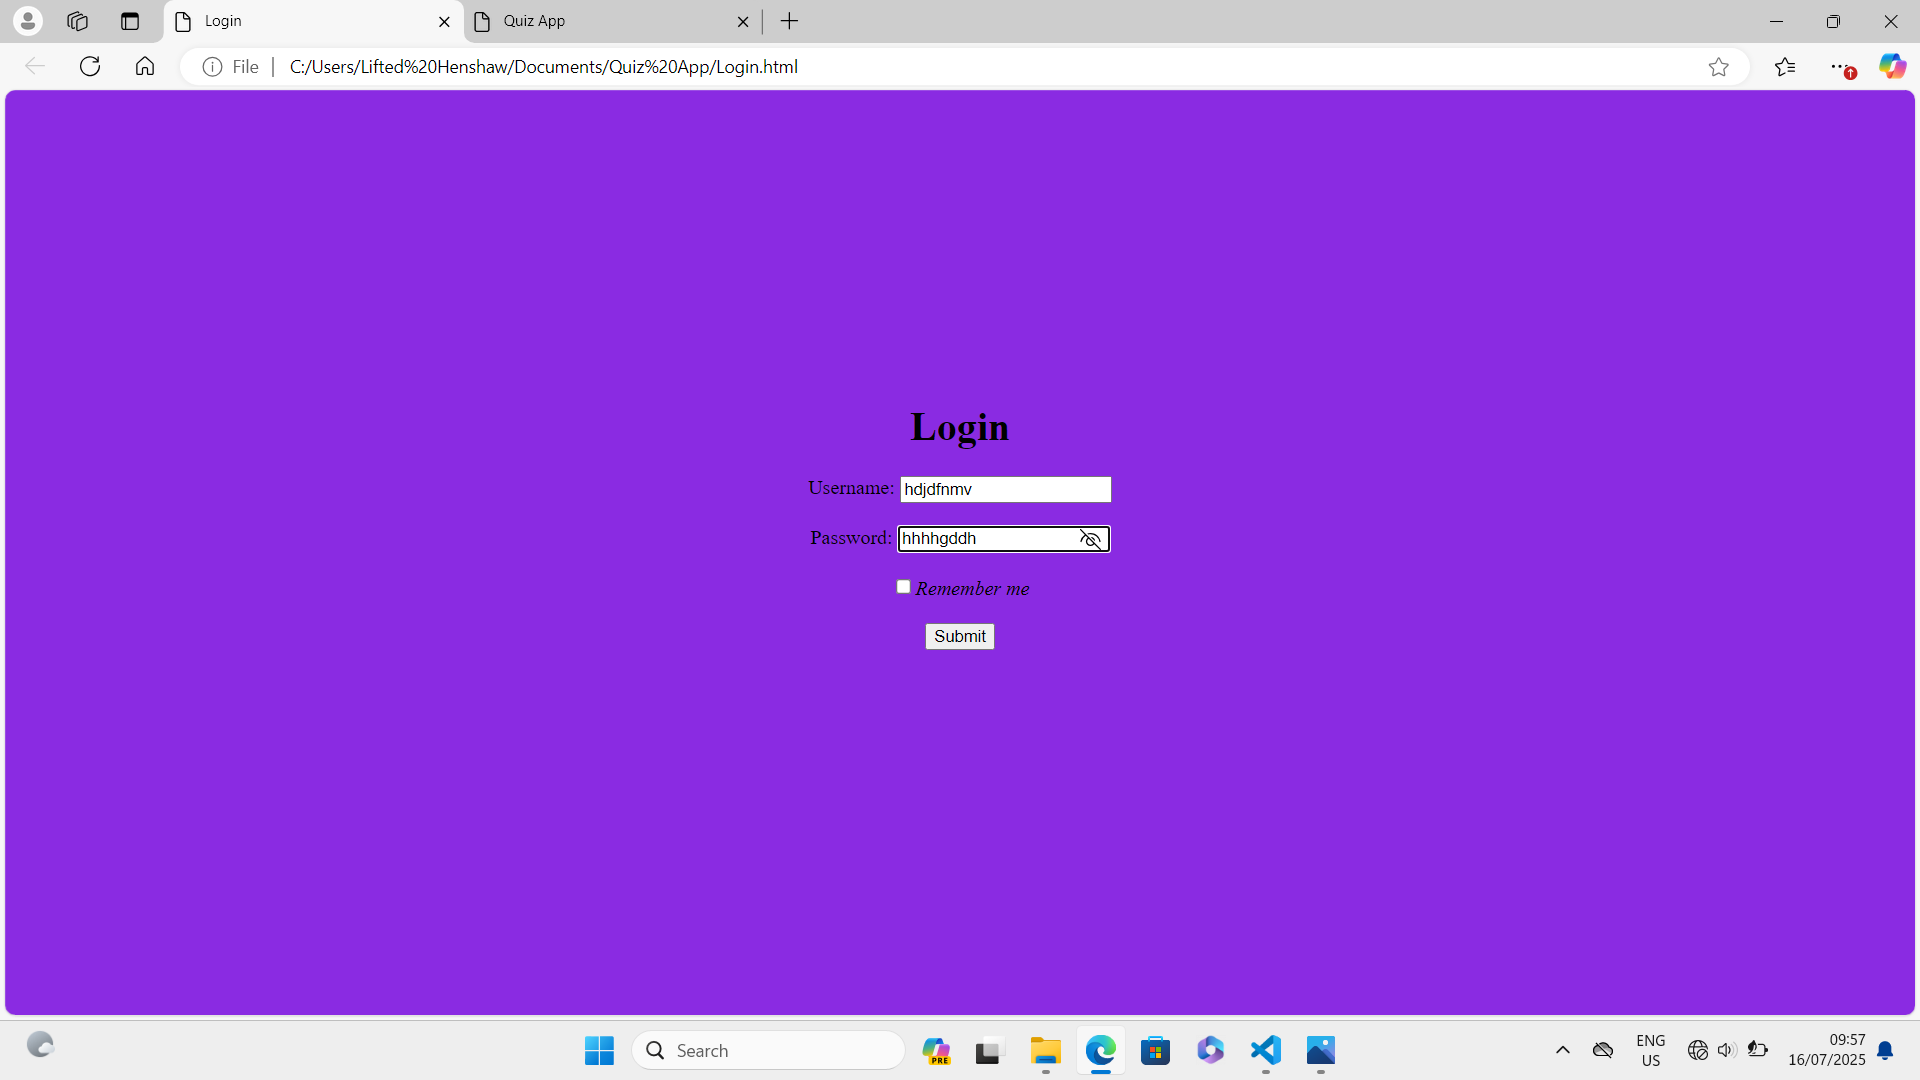 Login
Quiz App
File
C:/Users/Lifted%20Henshaw/Documents/Quiz%20App/Login.html
Login
Username: hdjdfnmv
Password: hhhhgddh
Remember me
Submit
Search
PRE
ENG
US
09:57
16/07/2025